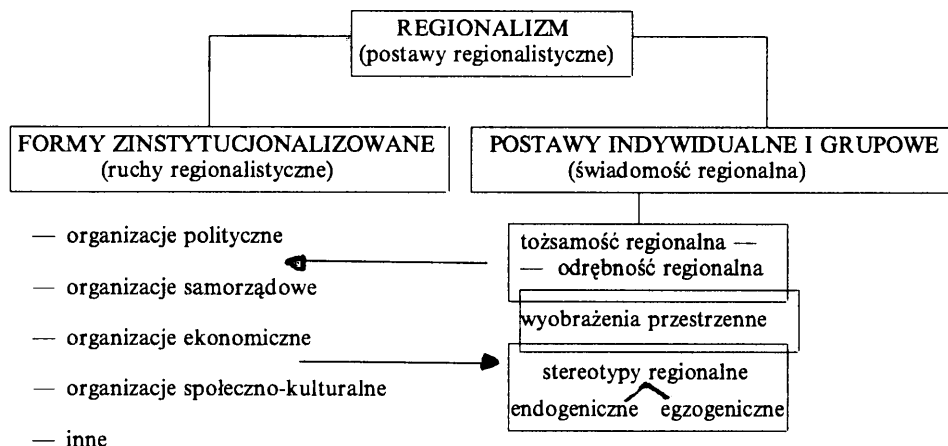 REGIONALIZM
(postawy regionalistyczne)
FORMY ZINSTYTUCJONALIZOWANE
(ruchy regionalistyczne)
— organizacje polityczne
— organizacje samorządowe
— organizacje ekonomiczne
— organizacje społeczno-kulturalne
— inne
POSTAWY INDYWIDUALNE I GRUPOWE
(świadomość regionalna)
tożsamość regionalna —
— odrębność regionalna
wyobrażenia przestrzenne
stereotypy regionalne
endogeniczne egzogeniczne